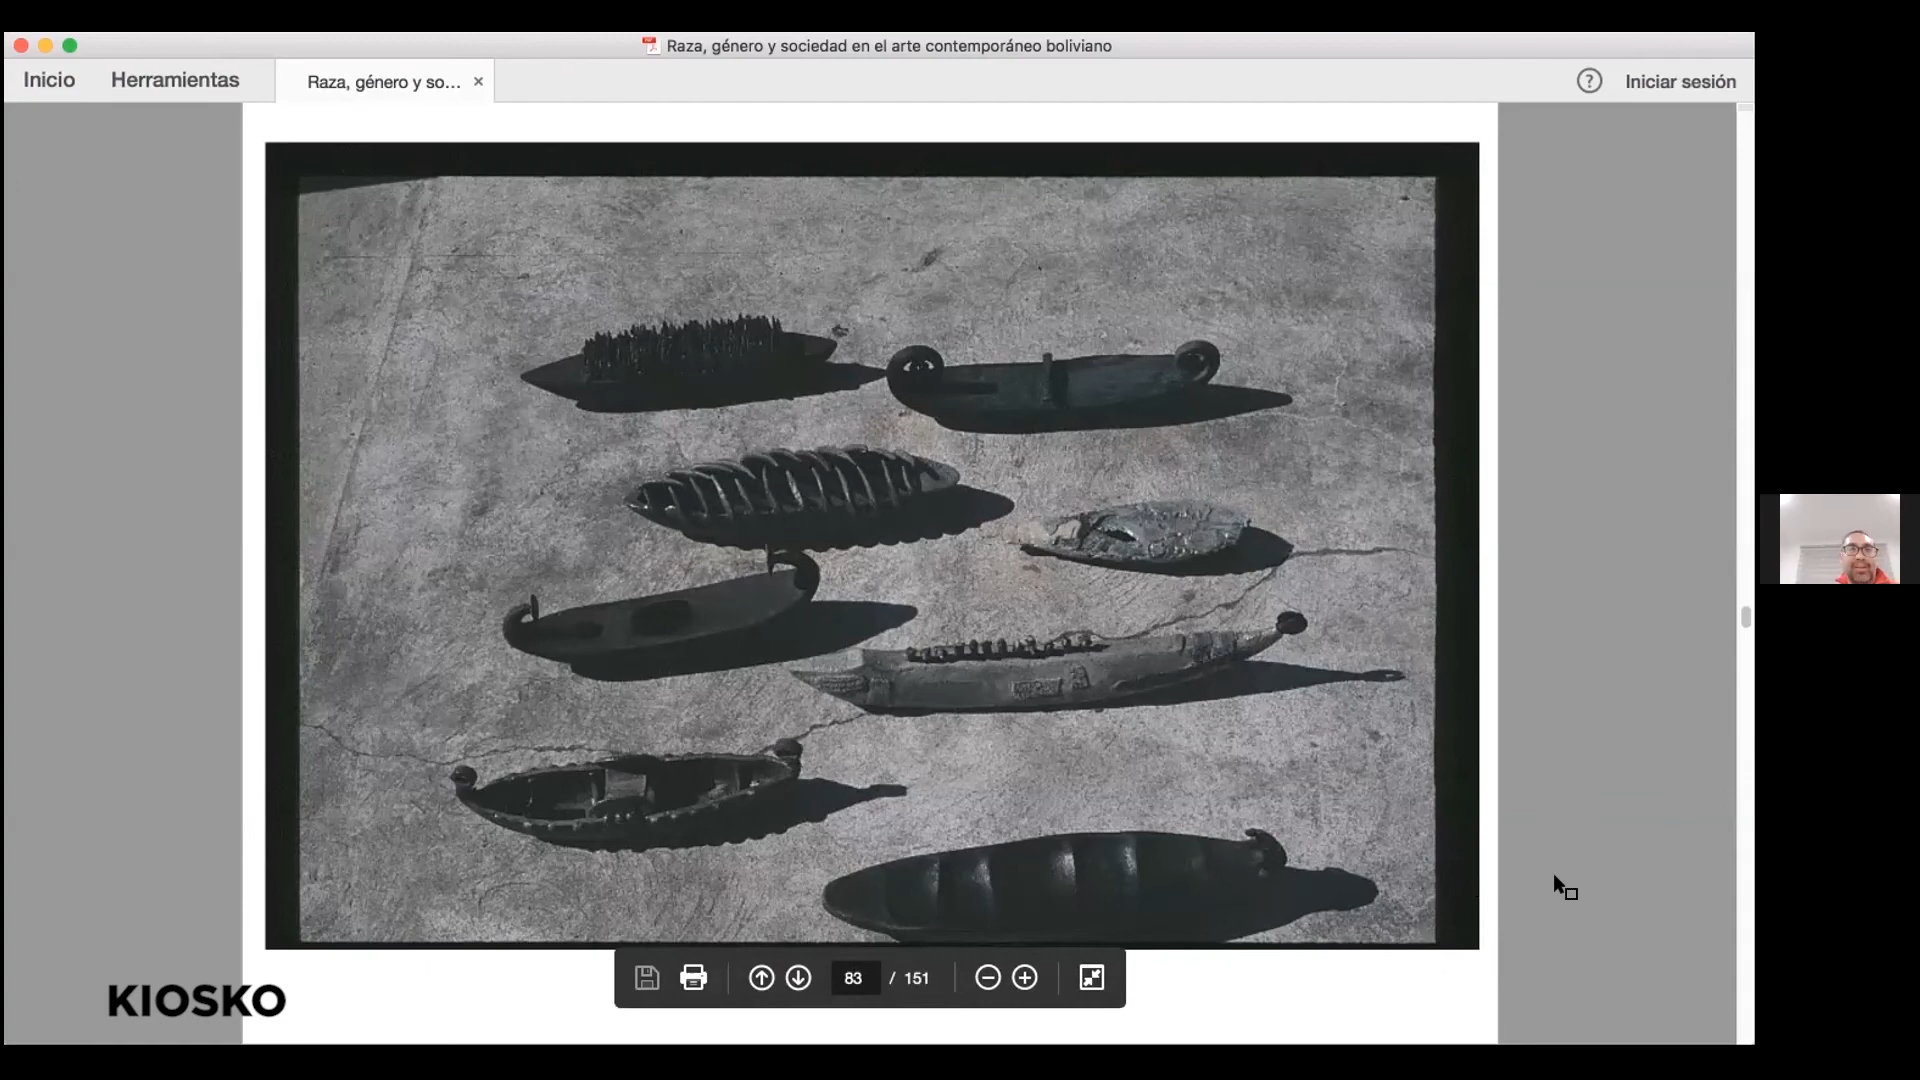 Raza, género y sociedad en el arte contemporáneo boliviano
Inicio Herramientas Raza, género y so... × ? Iniciar sesión
83 / 151
KIOSKO